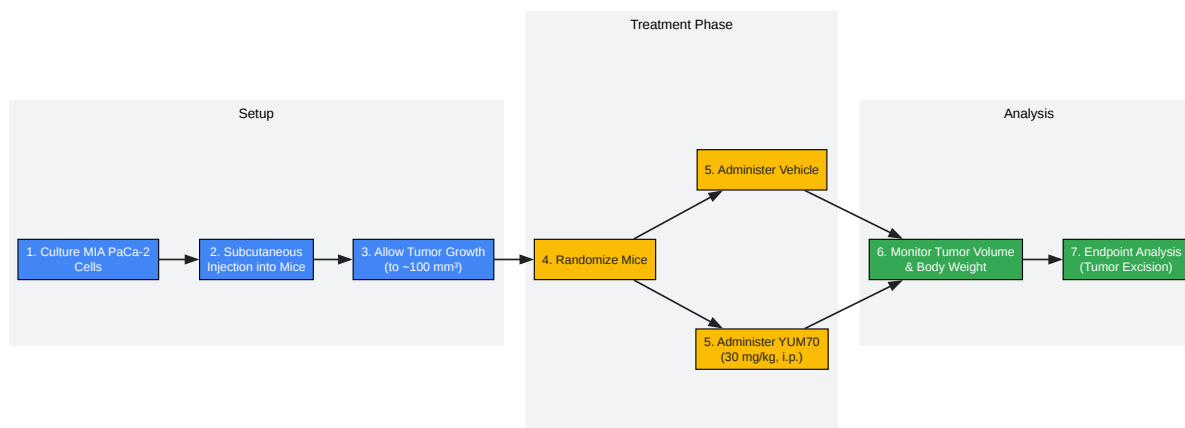 Treatment Phase
Setup
Analysis
5. Administer Vehicle
1. Culture MIA PaCa-2
Cells
2. Subcutaneous
Injection into Mice
3. Allow Tumor Growth
(to ~100 mm³)
4. Randomize Mice
6. Monitor Tumor Volume
& Body Weight
7. Endpoint Analysis
(Tumor Excision)
5. Administer YUM70
(30 mg/kg, i.p.)